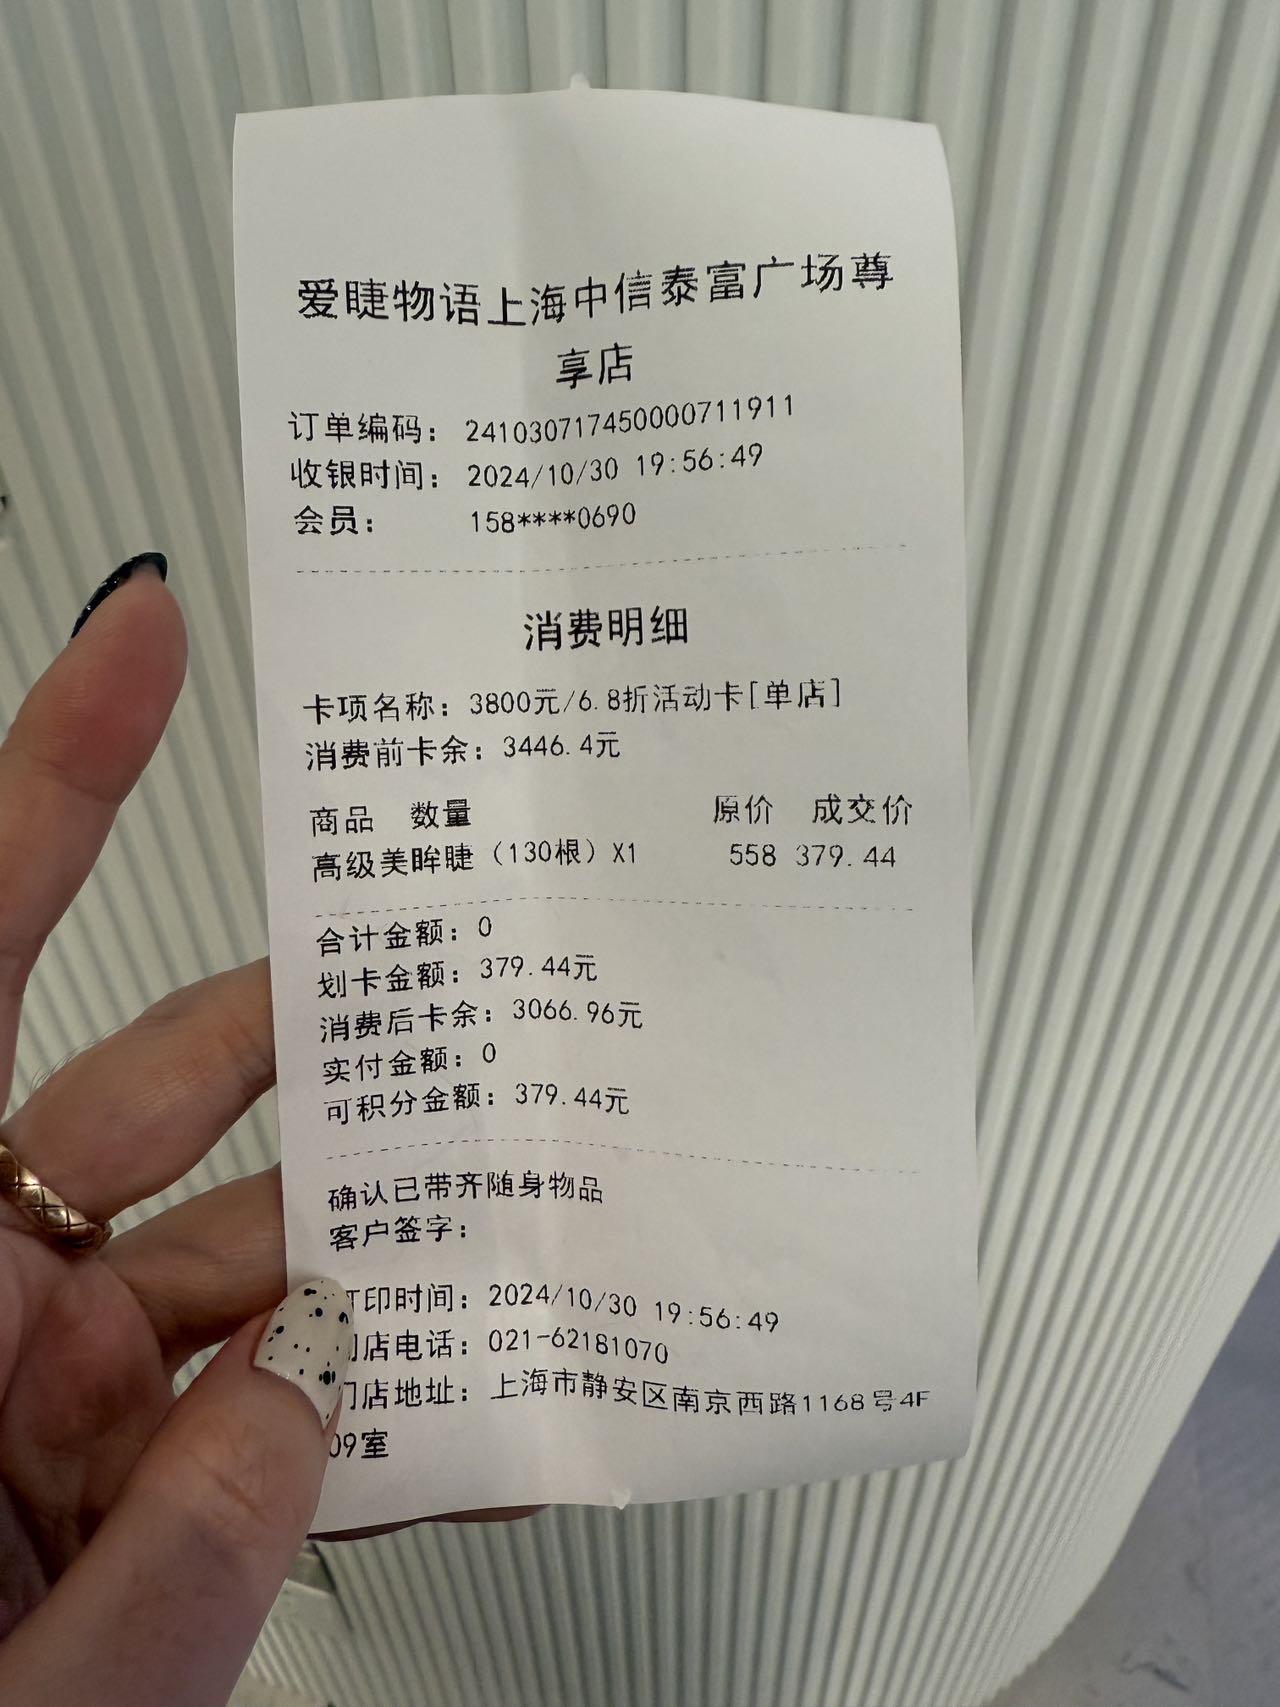 爱睫物语上海中信泰富广场尊
享店
订单编码： 241030717450000711911
收银时间： 2024/10/30 19:56:49
会员： 158****0690
消费明细
卡项名称：3800元/6.8折活动卡[单店]
消费前卡余：3446.4元
商品 数量 原价 成交价
高级美眸睫（130根）X1 558 379.44
合计金额：0
划卡金额：379.44元
消费后卡余：3066.96元
实付金额：0
可积分金额：379.44元
确认已带齐随身物品
客户签字：
打印时间：2024/10/30 19:56:49
门店电话：021-62181070
门店地址：上海市静安区南京西路1168号4F
09室